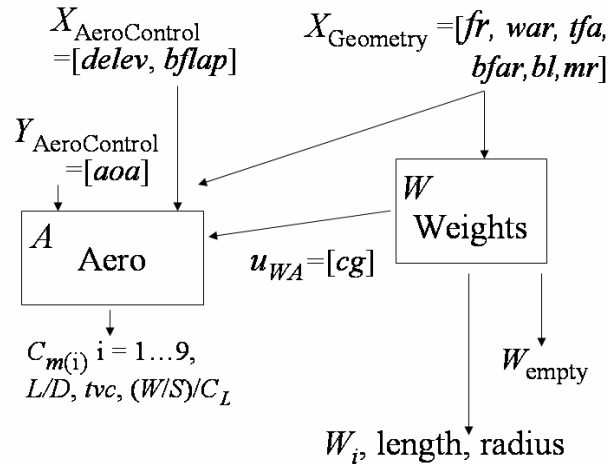 X_AeroControl
=[delev, bflap]
X_Geometry =[fr, war, tfa,
bfar,bl,mr]
Y_AeroControl
=[aoa]
W
Weights
A
Aero
u_WA=[cg]
C_m(i) i = 1…9,
L/D, tvc, (W/S)/C_L
W_empty
W_i, length, radius